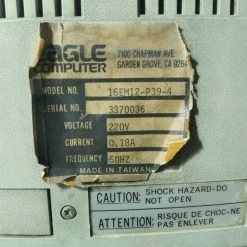 EAGLE
COMPUTER
7100 CHAPMAN AVE
GARDEN GROVE, CA 9264
MODEL NO. 16EM12-P39-4
SERIAL NO. 3370036
VOLTAGE 220V
CURRENT 0.18A
FREQUENCY 50HZ
MADE IN TAIWAN
CAUTION: SHOCK HAZARD-DO
NOT OPEN
ATTENTION: RISQUE DE CHOC-NE
PAS ENLEVER